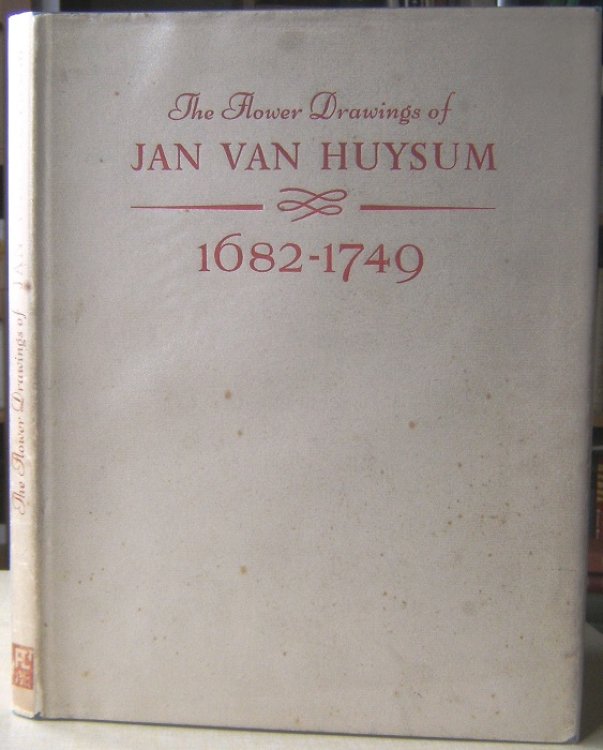 The Flower Drawings of
JAN VAN HUYSUM
1682-1749
The Flower Drawings of